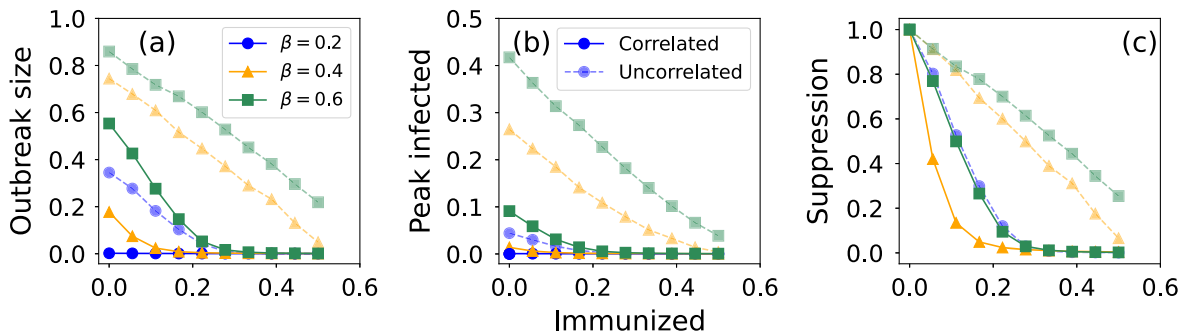 (a)
β = 0.2
β = 0.4
β = 0.6
Outbreak size
1.0
0.8
0.6
0.4
0.2
0.0
0.0 0.2 0.4 0.6
(b)
Correlated
Uncorrelated
Peak infected
0.5
0.4
0.3
0.2
0.1
0.0
0.0 0.2 0.4 0.6
Immunized
(c)
Suppression
1.0
0.8
0.6
0.4
0.2
0.0
0.0 0.2 0.4 0.6